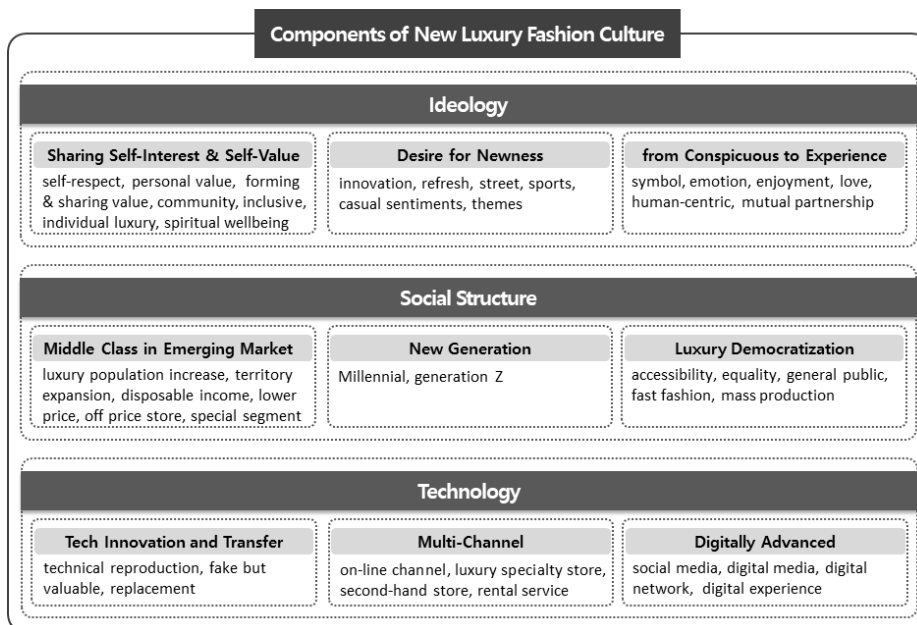 Components of New Luxury Fashion Culture
Ideology
Sharing Self-Interest & Self-Value
self-respect, personal value, forming
& sharing value, community, inclusive,
individual luxury, spiritual wellbeing
Desire for Newness
innovation, refresh, street, sports,
casual sentiments, themes
from Conspicuous to Experience
symbol, emotion, enjoyment, love,
human-centric, mutual partnership
Social Structure
Middle Class in Emerging Market
luxury population increase, territory
expansion, disposable income, lower
price, off price store, special segment
New Generation
Millennial, generation Z
Luxury Democratization
accessibility, equality, general public,
fast fashion, mass production
Technology
Tech Innovation and Transfer
technical reproduction, fake but
valuable, replacement
Multi-Channel
on-line channel, luxury specialty store,
second-hand store, rental service
Digitally Advanced
social media, digital media, digital
network, digital experience